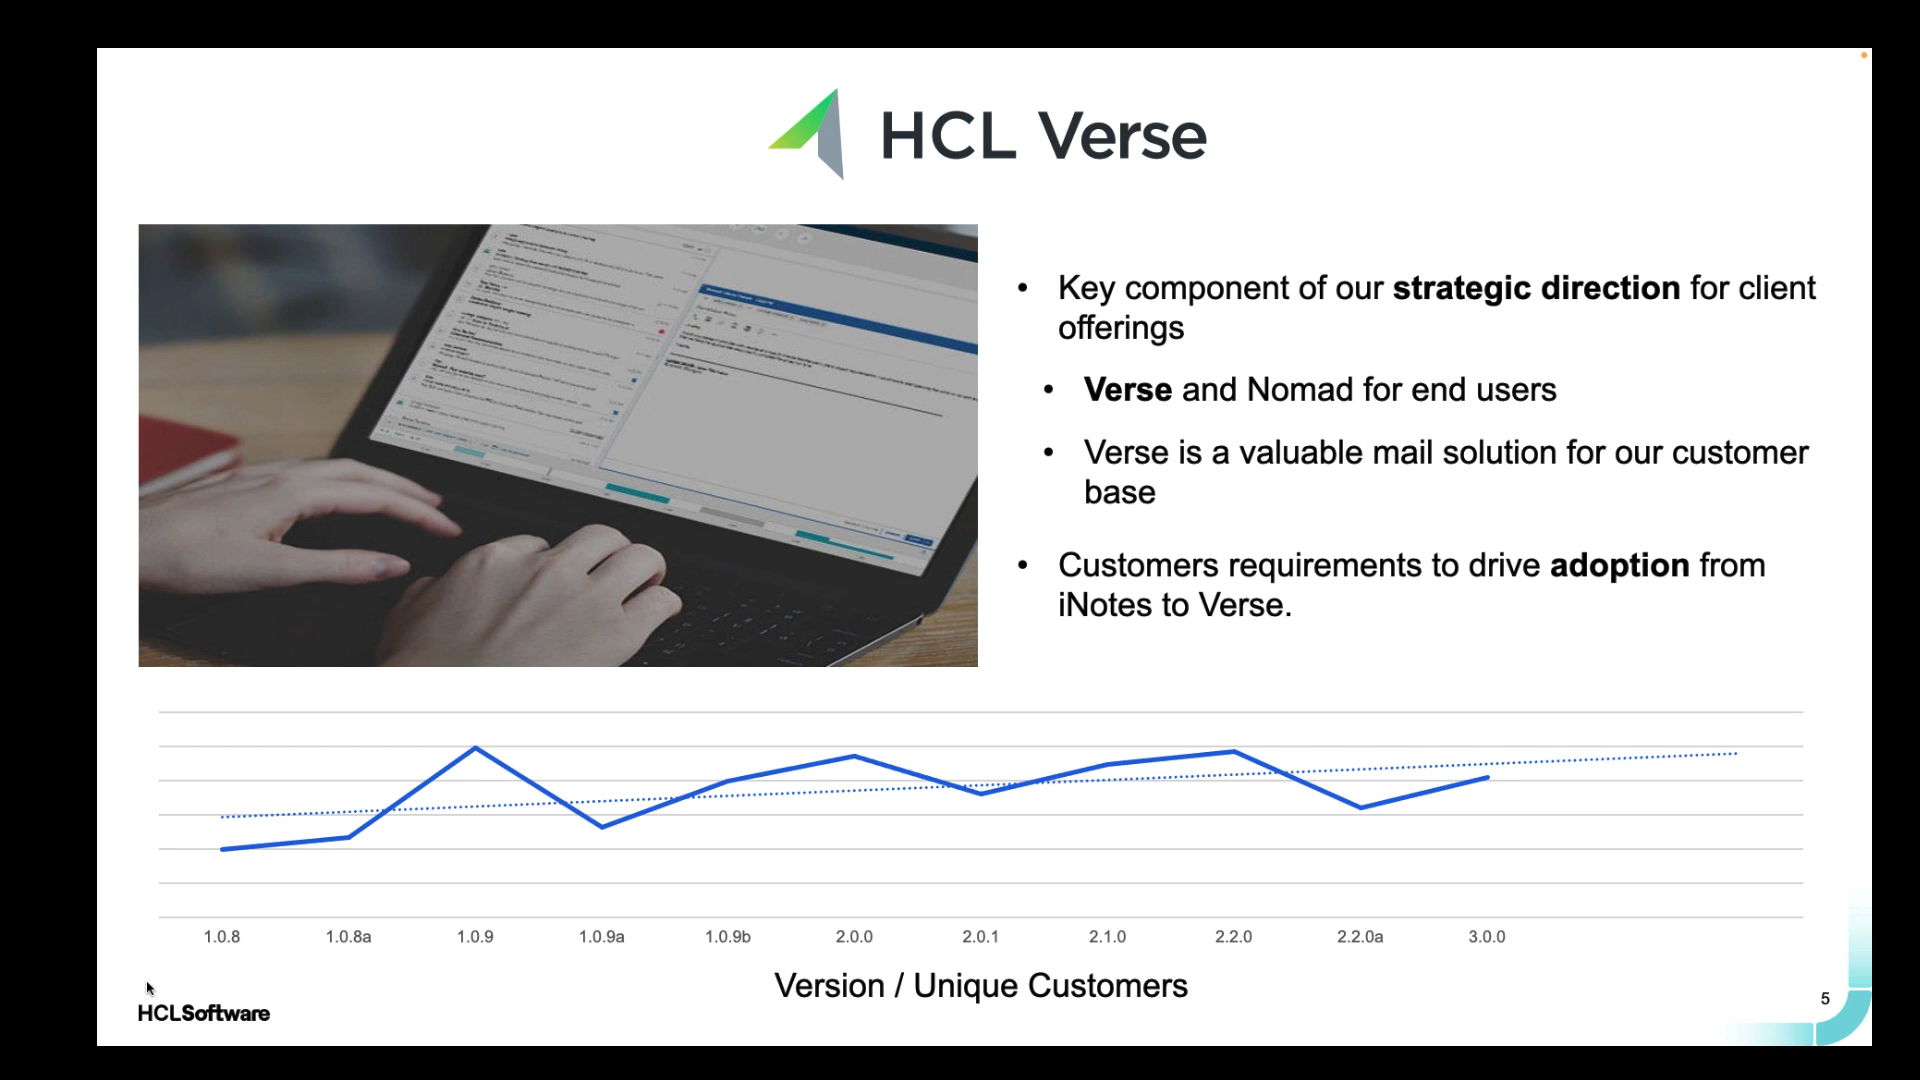 HCL Verse
• Key component of our strategic direction for client
offerings
• Verse and Nomad for end users
• Verse is a valuable mail solution for our customer
base
• Customers requirements to drive adoption from
iNotes to Verse.
1.0.8 1.0.8a 1.0.9 1.0.9a 1.0.9b 2.0.0 2.0.1 2.1.0 2.2.0 2.2.0a 3.0.0
Version / Unique Customers
HCLSoftware
5